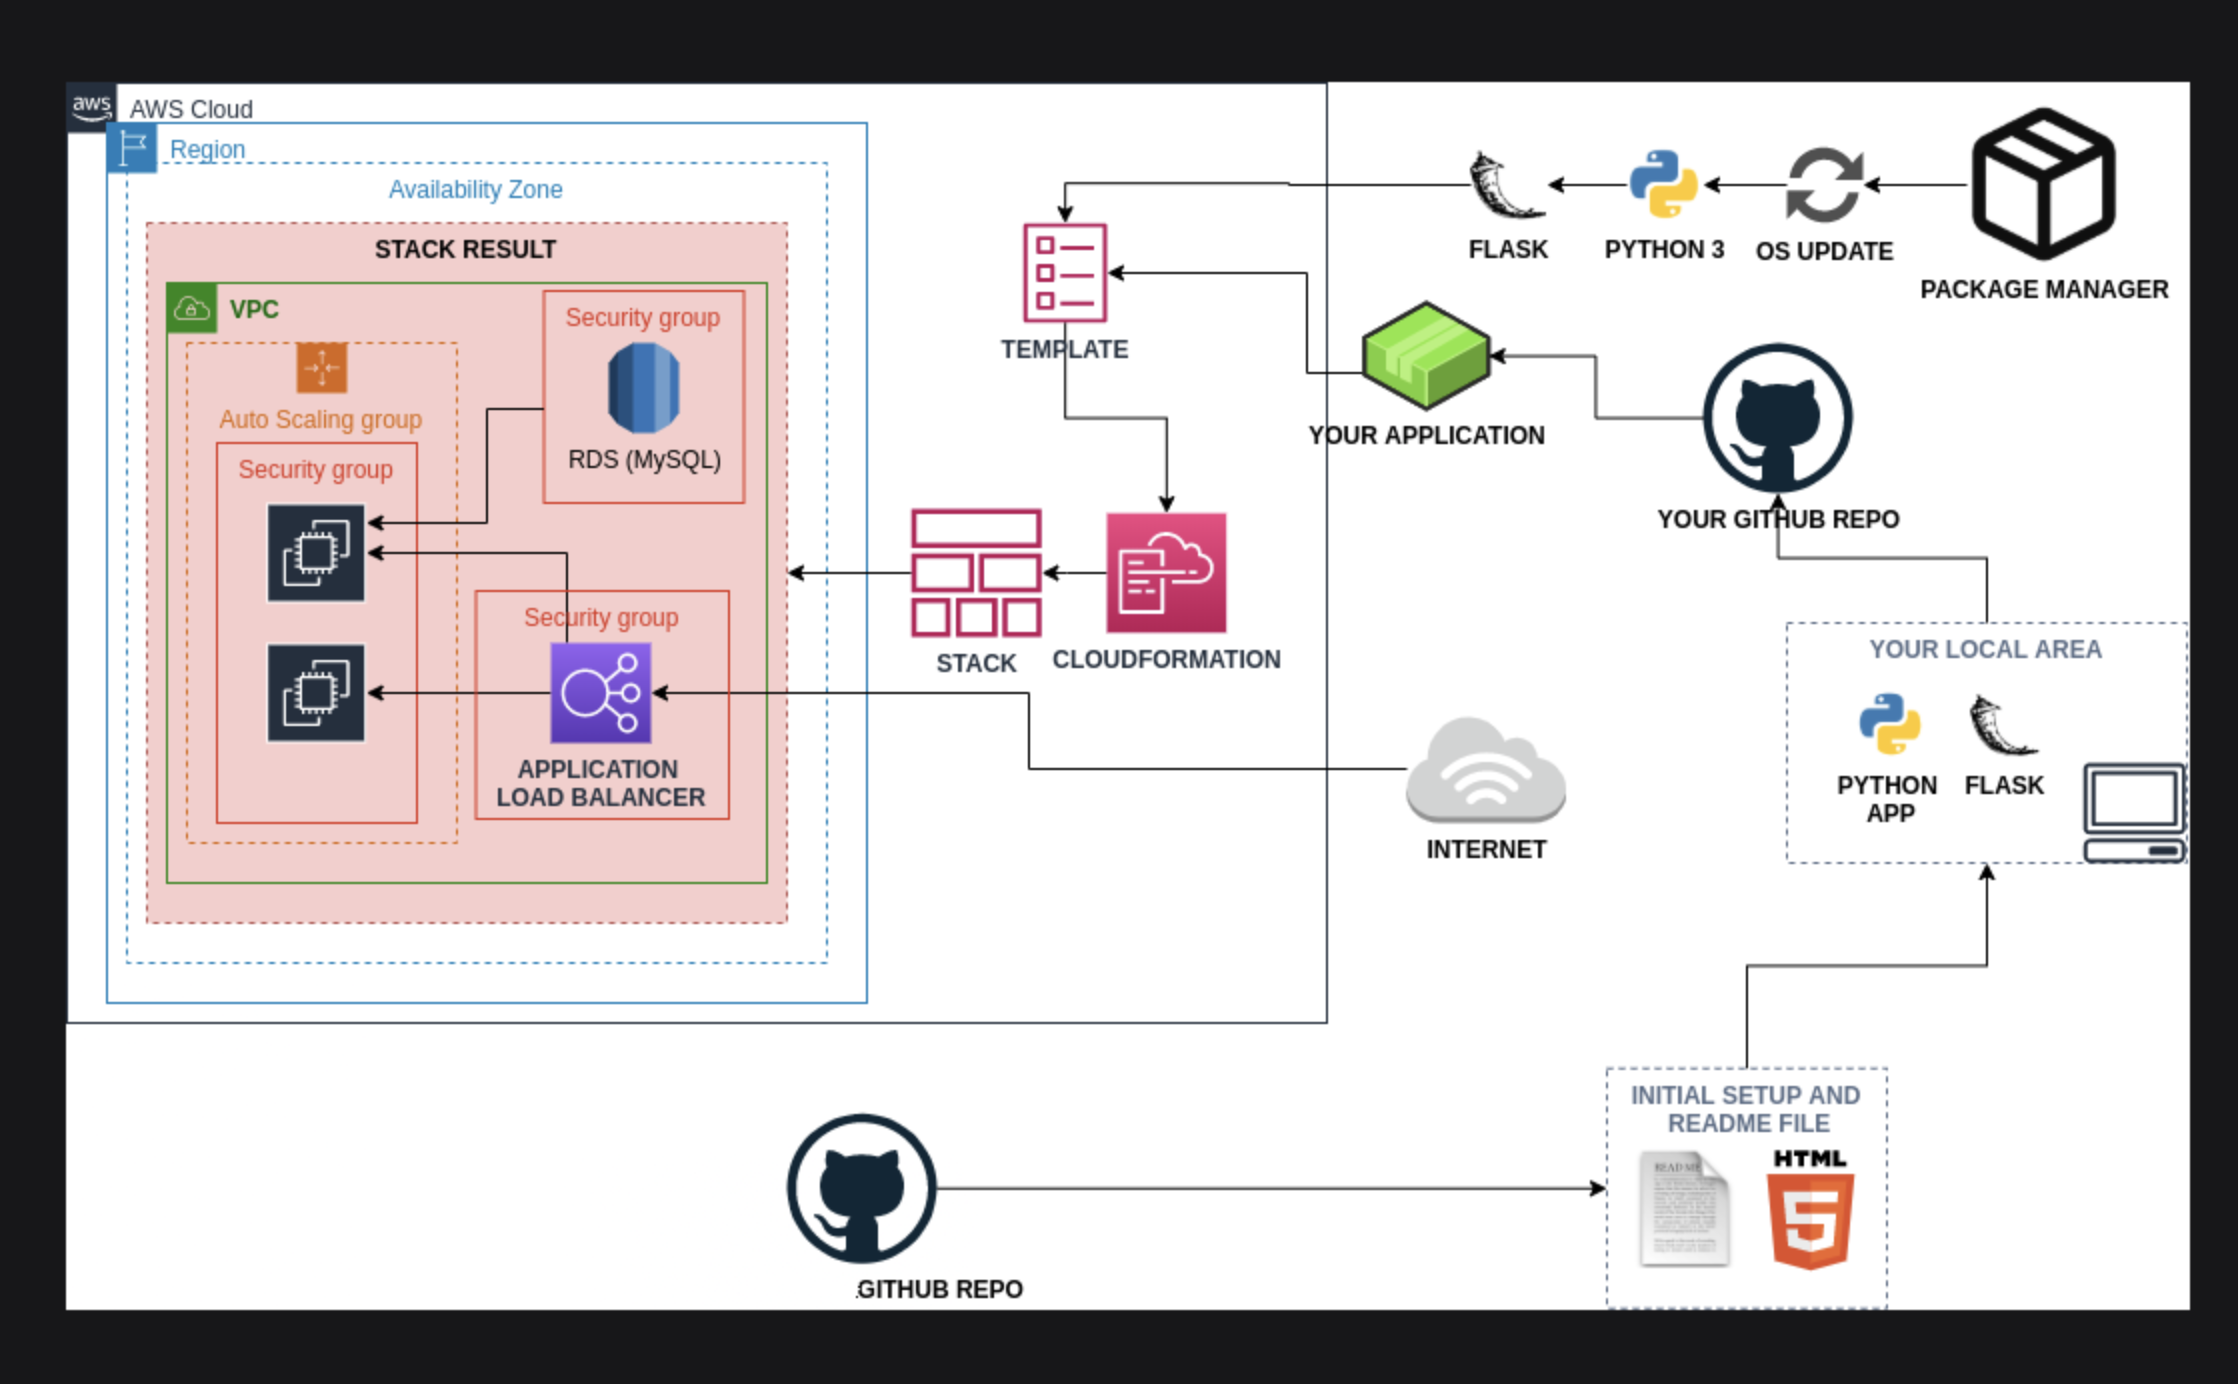 aws
AWS Cloud
Region
Availability Zone
STACK RESULT
VPC
Security group
RDS (MySQL)
Auto Scaling group
Security group
Security group
APPLICATION
LOAD BALANCER
TEMPLATE
STACK
CLOUDFORMATION
FLASK
PYTHON 3
OS UPDATE
PACKAGE MANAGER
YOUR APPLICATION
YOUR GITHUB REPO
INTERNET
YOUR LOCAL AREA
PYTHON
APP
FLASK
INITIAL SETUP AND
README FILE
READ ME
HTML
5
GITHUB REPO